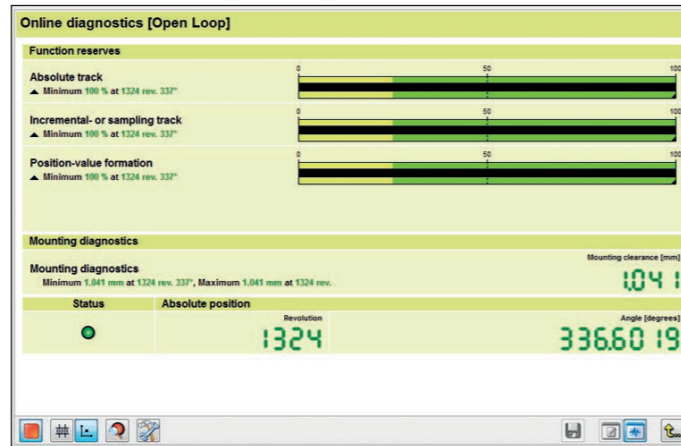 Online diagnostics [Open Loop]
Function reserves
Absolute track
Minimum 100 % at 1324 rev. 337°
0 50 100
Incremental- or sampling track
Minimum 100 % at 1324 rev. 337°
0 50 100
Position-value formation
Minimum 100 % at 1324 rev. 337°
0 50 100
Mounting diagnostics
Mounting diagnostics
Minimum 1.041 mm at 1324 rev. 337°, Maximum 1.041 mm at 1324 rev.
Mounting clearance [mm]
1.041
Status Absolute position
Revolution
1324
Angle [degrees]
336.6019